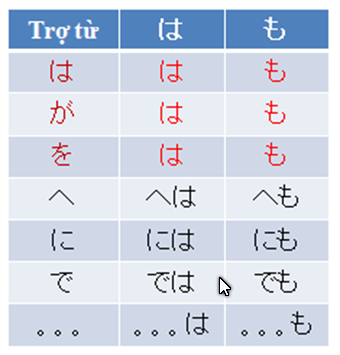 Trợ từ は も
は は も
が は も
を は も
へ へは へも
に には にも
で では でも
。。。 。。。は 。。。も